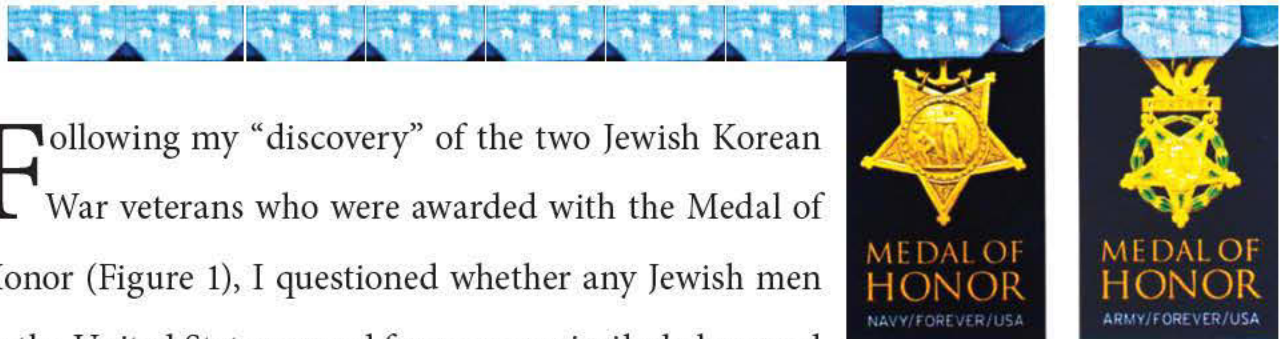 Following my “discovery” of the two Jewish Korean
War veterans who were awarded with the Medal of
(Figure 1), I questioned whether any Jewish men
MEDAL OF
HONOR
NAVY/FOREVER/USA
MEDAL OF
HONOR
ARMY/FOREVER/USA